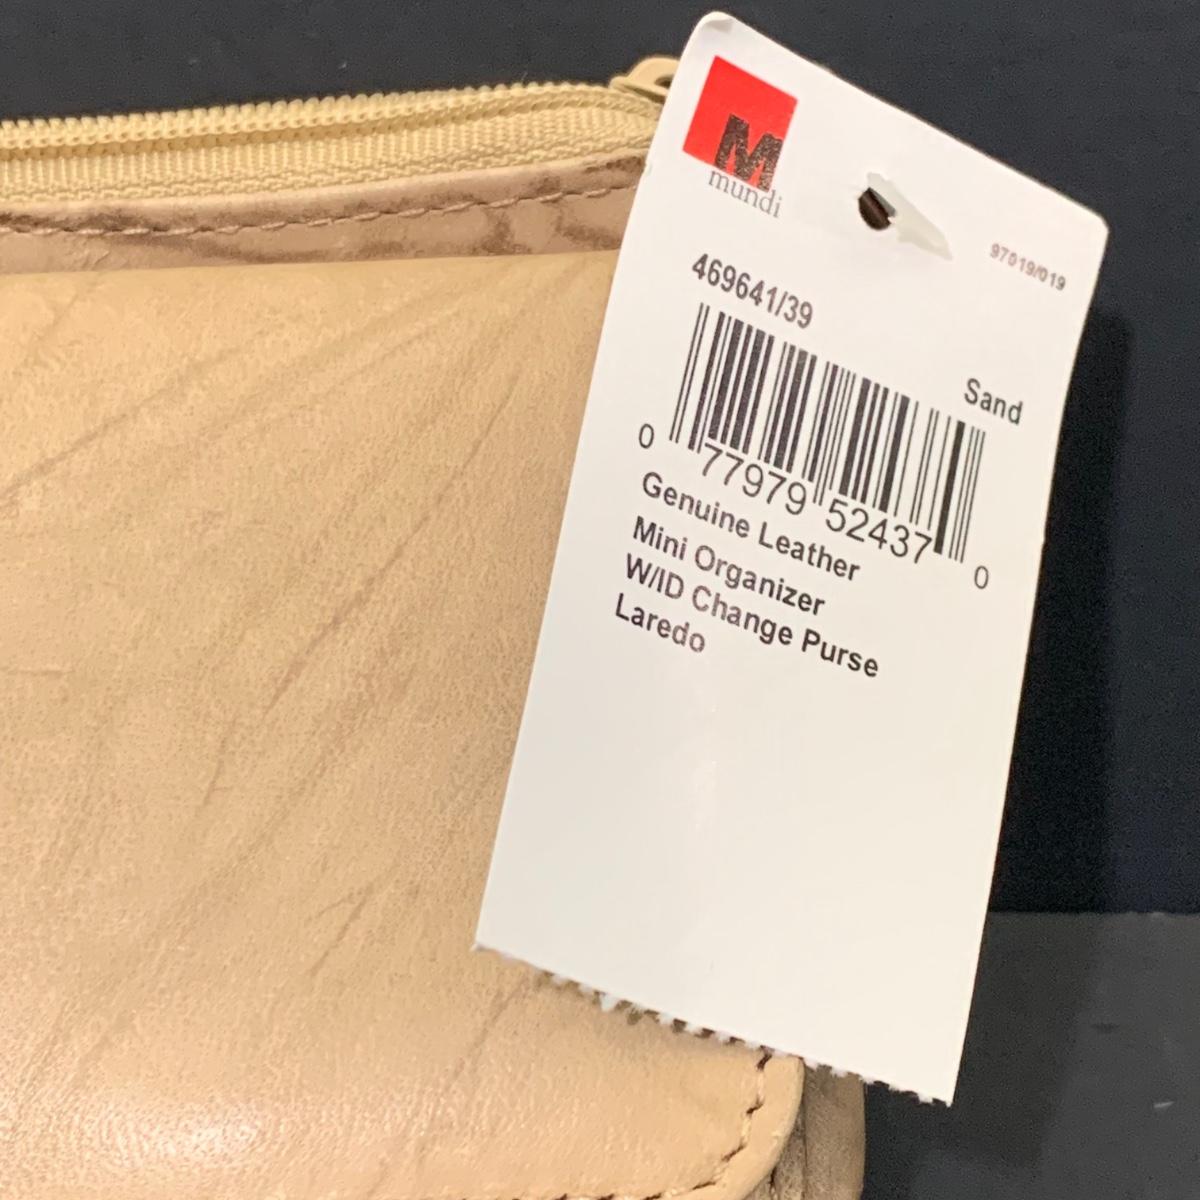 M
mundi
97019/019
469641/39
Sand
0 77979 52437 0
Genuine Leather
Mini Organizer
W/ID Change Purse
Laredo